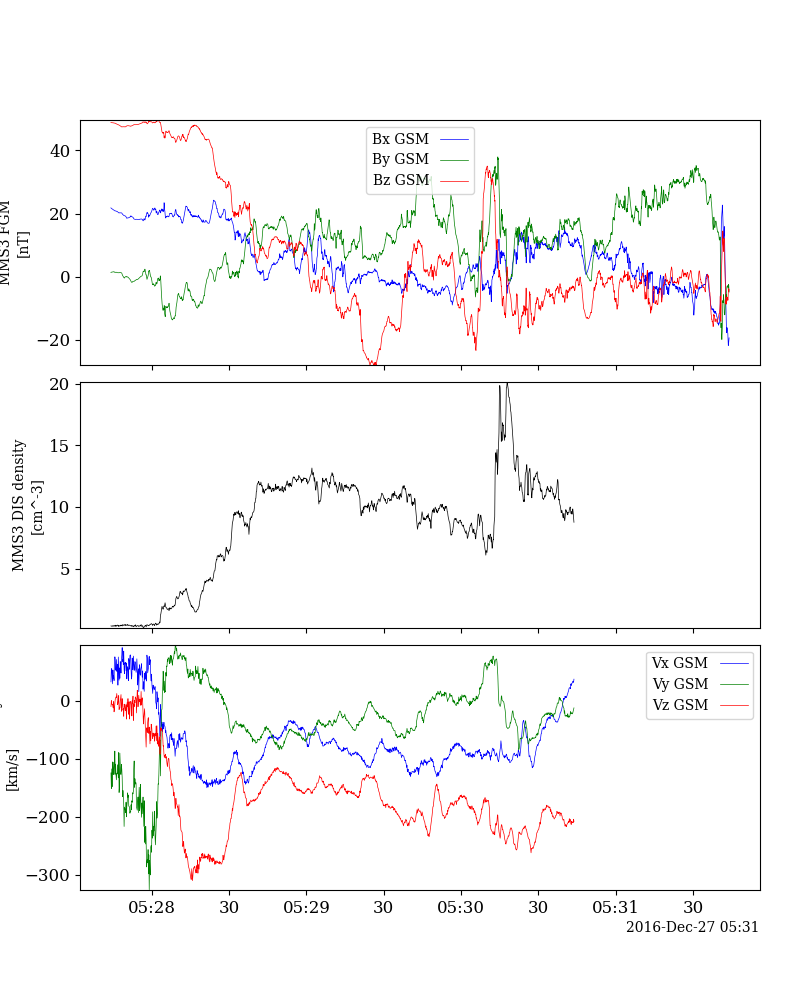 40
20
0
−20
MMS3 FGM
[nT]
Bx GSM
By GSM
Bz GSM
20
15
10
5
MMS3 DIS density
[cm^-3]
0
−100
−200
−300
[km/s]
Vx GSM
Vy GSM
Vz GSM
05:28 30 05:29 30 05:30 30 05:31 30
2016-Dec-27 05:31